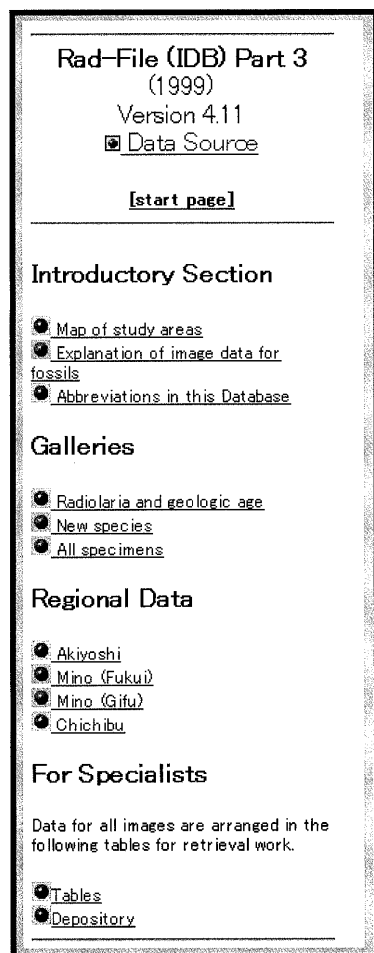 Rad-File (IDB) Part 3
(1999)
Version 4.11
Data Source
[start page]
Introductory Section
Map of study areas
Explanation of image data for
fossils
Abbreviations in this Database
Galleries
Radiolaria and geologic age
New species
All specimens
Regional Data
Akiyoshi
Mino (Fukui)
Mino (Gifu)
Chichibu
For Specialists
Data for all images are arranged in the
following tables for retrieval work.
Tables
Depository